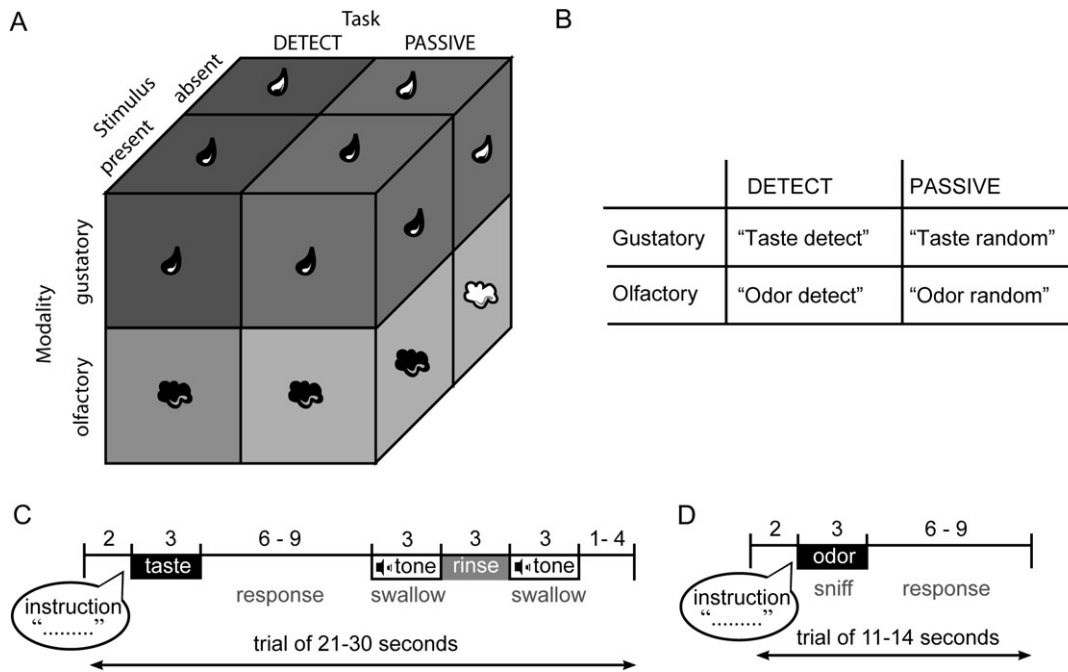 A
Task
DETECT PASSIVE
Stimulus
absent
present
Modality
gustatory
olfactory
B
DETECT PASSIVE
Gustatory “Taste detect” “Taste random”
Olfactory “Odor detect” “Odor random”
C
2 3 6 - 9 3 3 3 1- 4
taste tone rinse tone
instruction
“.........”
response swallow swallow
trial of 21-30 seconds
D
2 3 6 - 9
odor
instruction
“.........”
sniff response
trial of 11-14 seconds